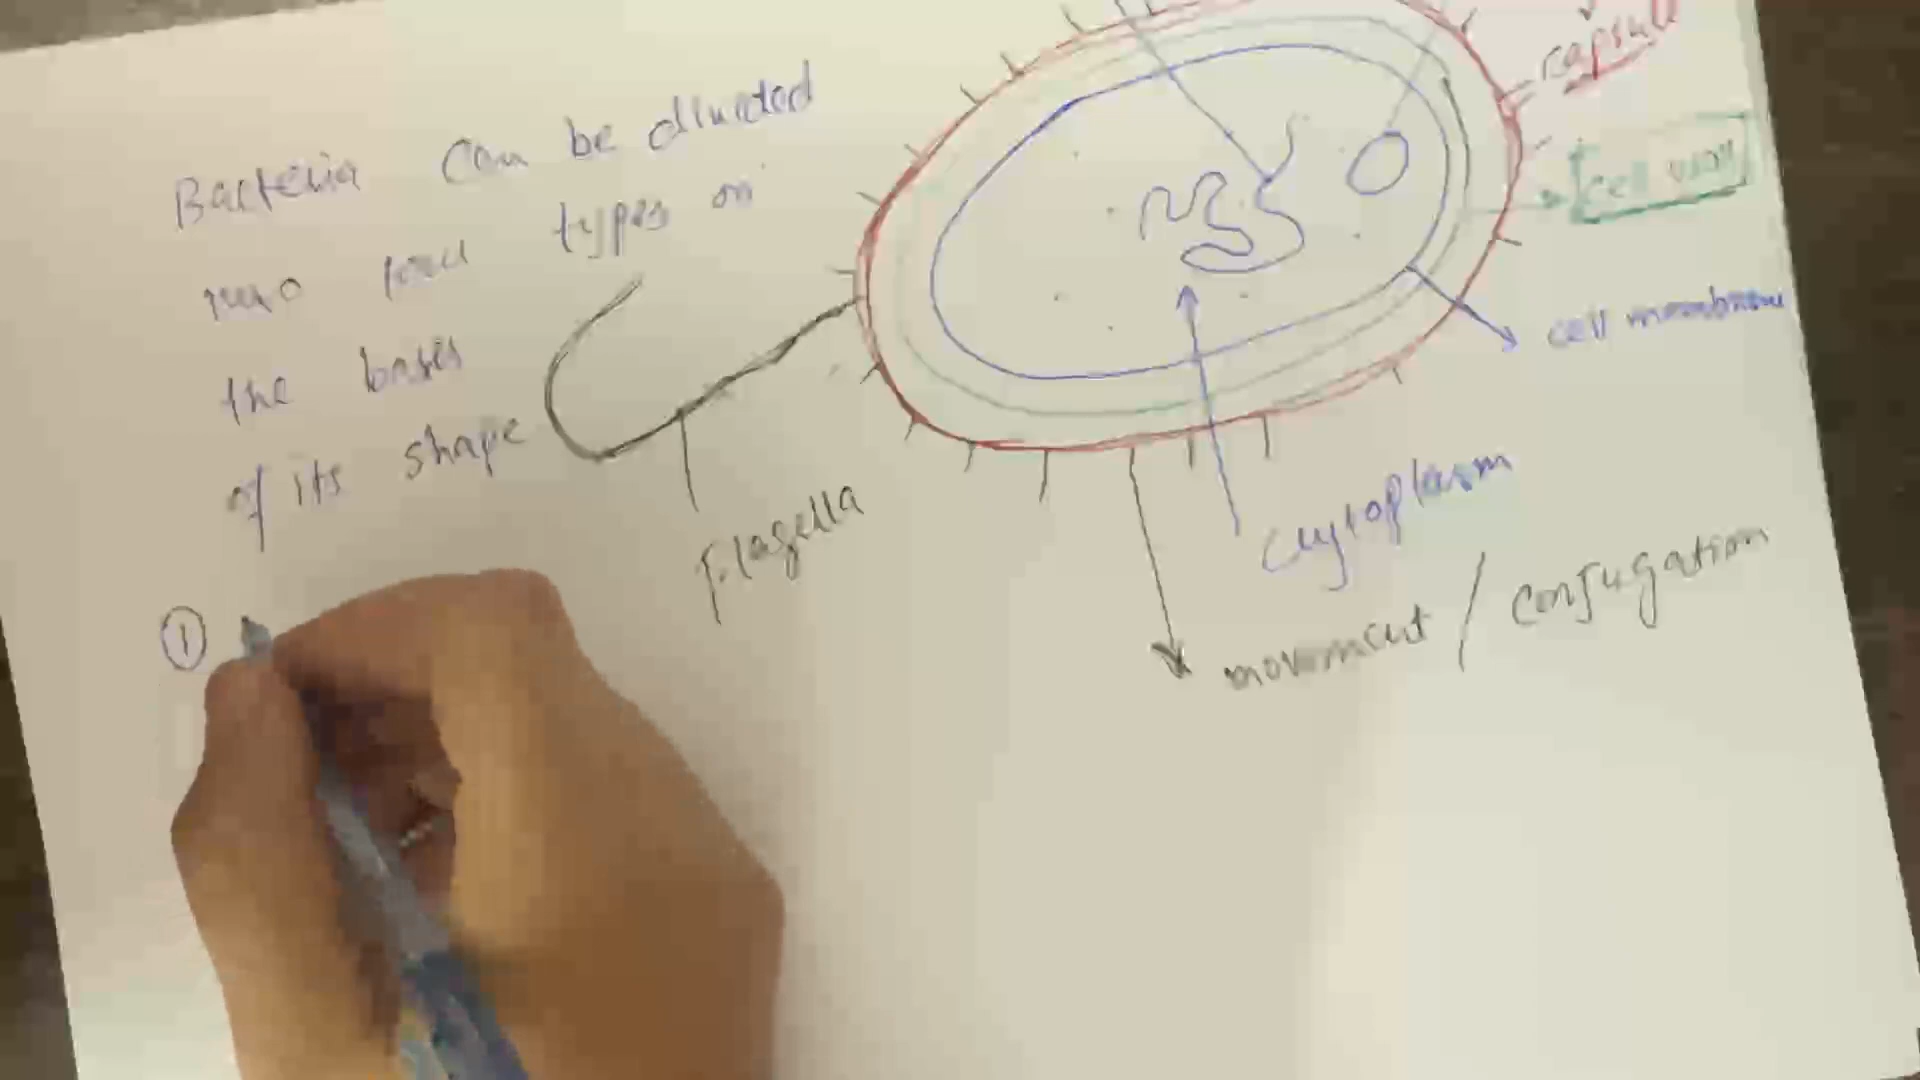 Bacteria can be divided
into four types on
the bases
of its shape
①
Flagella
capsule
cell wall
cell membrane
cytoplasm
movement / conjugation